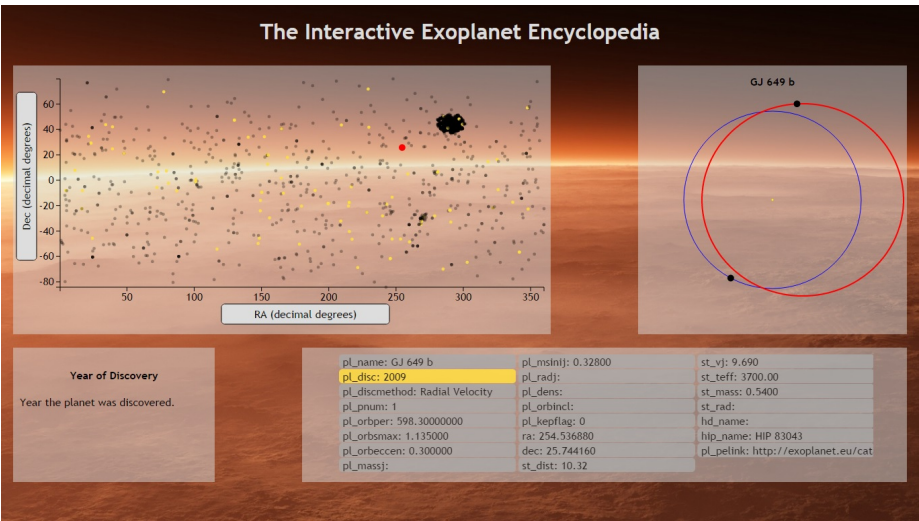 The Interactive Exoplanet Encyclopedia
Dec (decimal degrees)
60
40
20
0
-20
-40
-60
-80
50
100
150
200
250
300
350
RA (decimal degrees)
GJ 649 b
Year of Discovery
Year the planet was discovered.
pl_name: GJ 649 b
pl_disc: 2009
pl_discmethod: Radial Velocity
pl_pnum: 1
pl_orbper: 598.30000000
pl_orbsmax: 1.135000
pl_orbeccen: 0.300000
pl_massj:
pl_msinij: 0.32800
pl_radj:
pl_dens:
pl_orbincl:
pl_kepflag: 0
ra: 254.536880
dec: 25.744160
st_dist: 10.32
st_vj: 9.690
st_teff: 3700.00
st_mass: 0.5400
st_rad:
hd_name:
hip_name: HIP 83043
pl_pelink: http://exoplanet.eu/cat